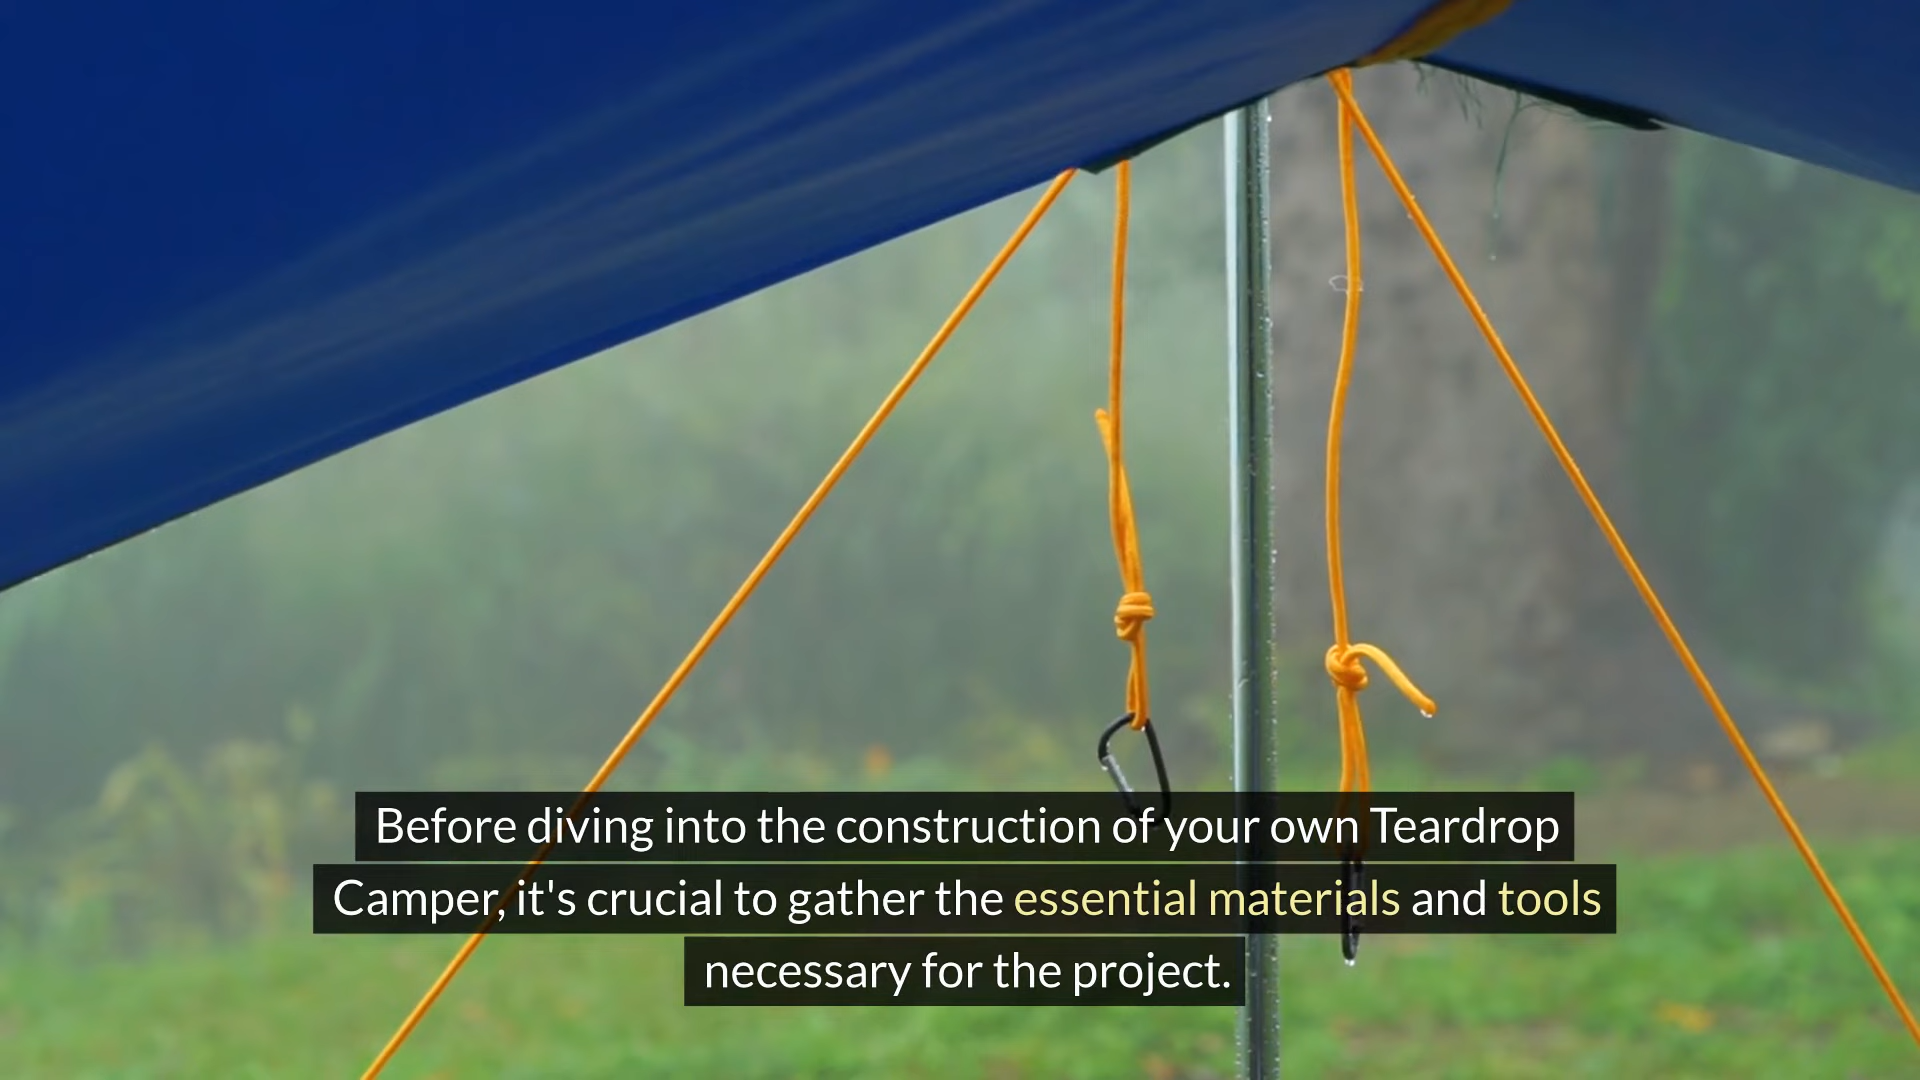 Before diving into the construction of your own Teardrop
Camper, it's crucial to gather the essential materials and tools
necessary for the project.